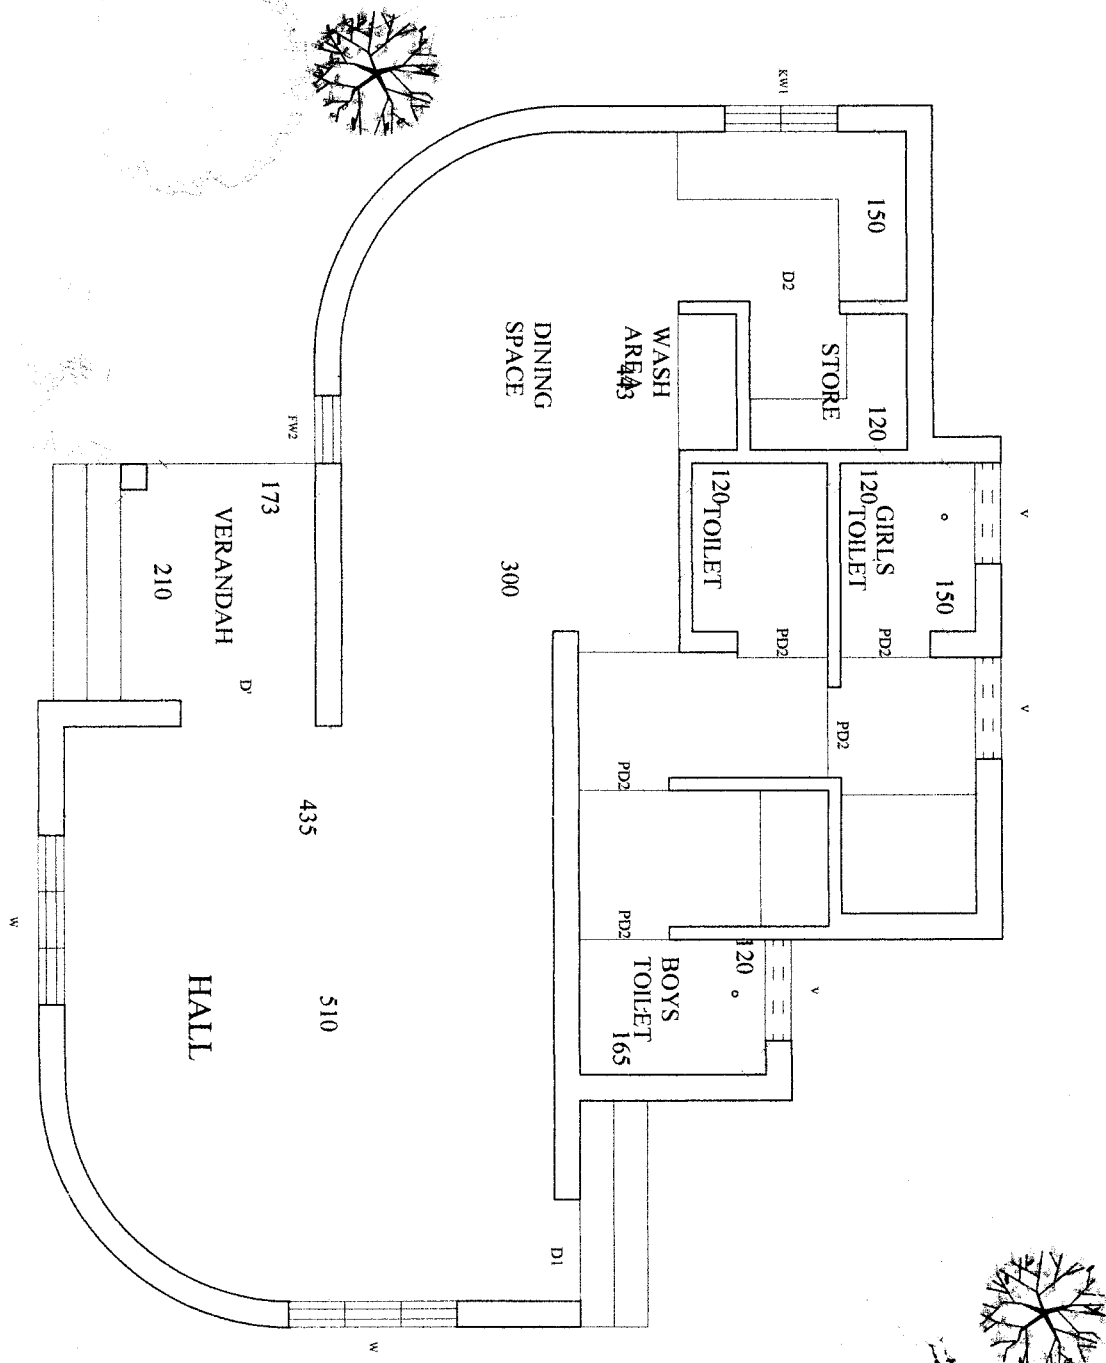 KW1
150
D2
STORE
120
WASH
AREA
443
DINING
SPACE
FW2
173
VERANDAH
210
D'
300
120
TOILET
120
GIRLS
TOILET
150
V
PD2
PD2
V
PD2
PD2
PD2
435
W
HALL
510
120
BOYS
TOILET
165
V
D1
W